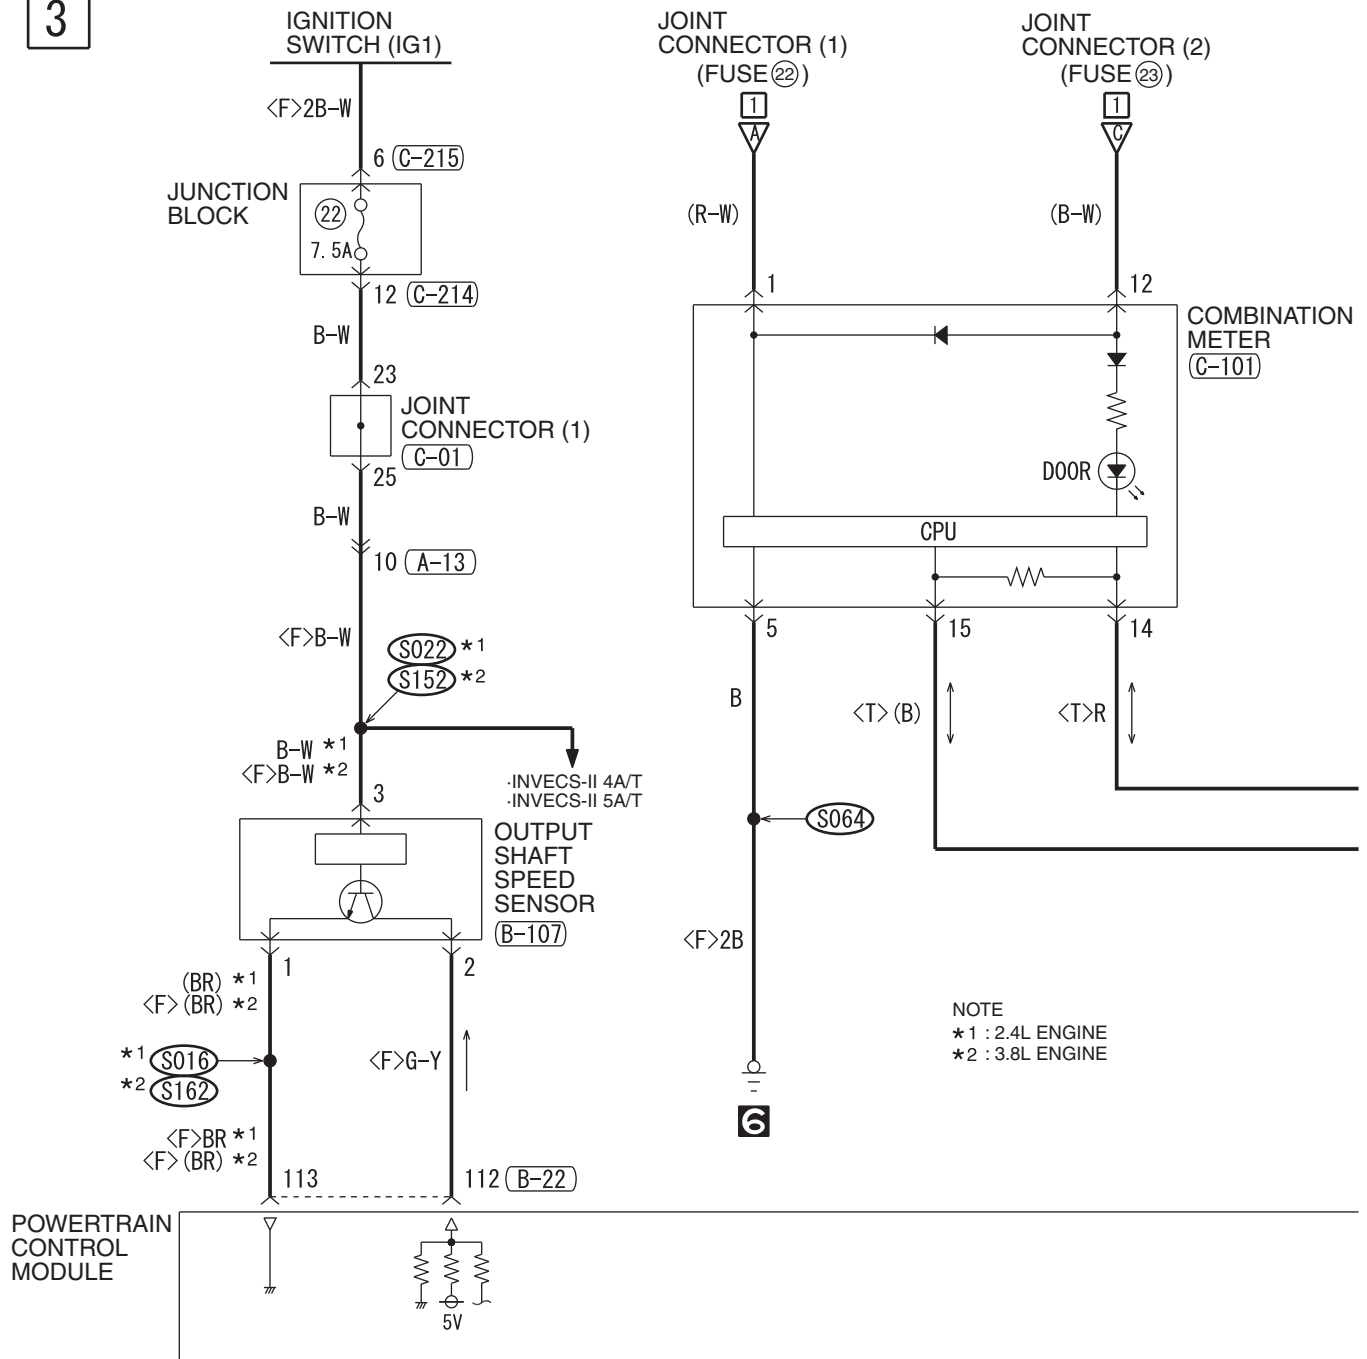 3
IGNITION
SWITCH (IG1)
<F>2B-W
6 C-215
JUNCTION
BLOCK
22
7.5A
12 C-214
B-W
23
JOINT
CONNECTOR (1)
C-01
25
B-W
10 A-13
<F>B-W
S022 *1
S152 *2
B-W *1
<F>B-W *2
·INVECS-II 4A/T
·INVECS-II 5A/T
3
OUTPUT
SHAFT
SPEED
SENSOR
B-107
1
2
(BR) *1
<F>(BR) *2
*1 S016
*2 S162
<F>G-Y
<F>BR *1
<F>(BR) *2
113
112 B-22
POWERTRAIN
CONTROL
MODULE
5V
JOINT
CONNECTOR (1)
(FUSE 22)
1
A
(R-W)
1
JOINT
CONNECTOR (2)
(FUSE 23)
1
C
(B-W)
12
COMBINATION
METER
C-101
DOOR
CPU
5
15
14
B
<T>(B)
<T>R
S064
<F>2B
6
NOTE
*1 : 2.4L ENGINE
*2 : 3.8L ENGINE